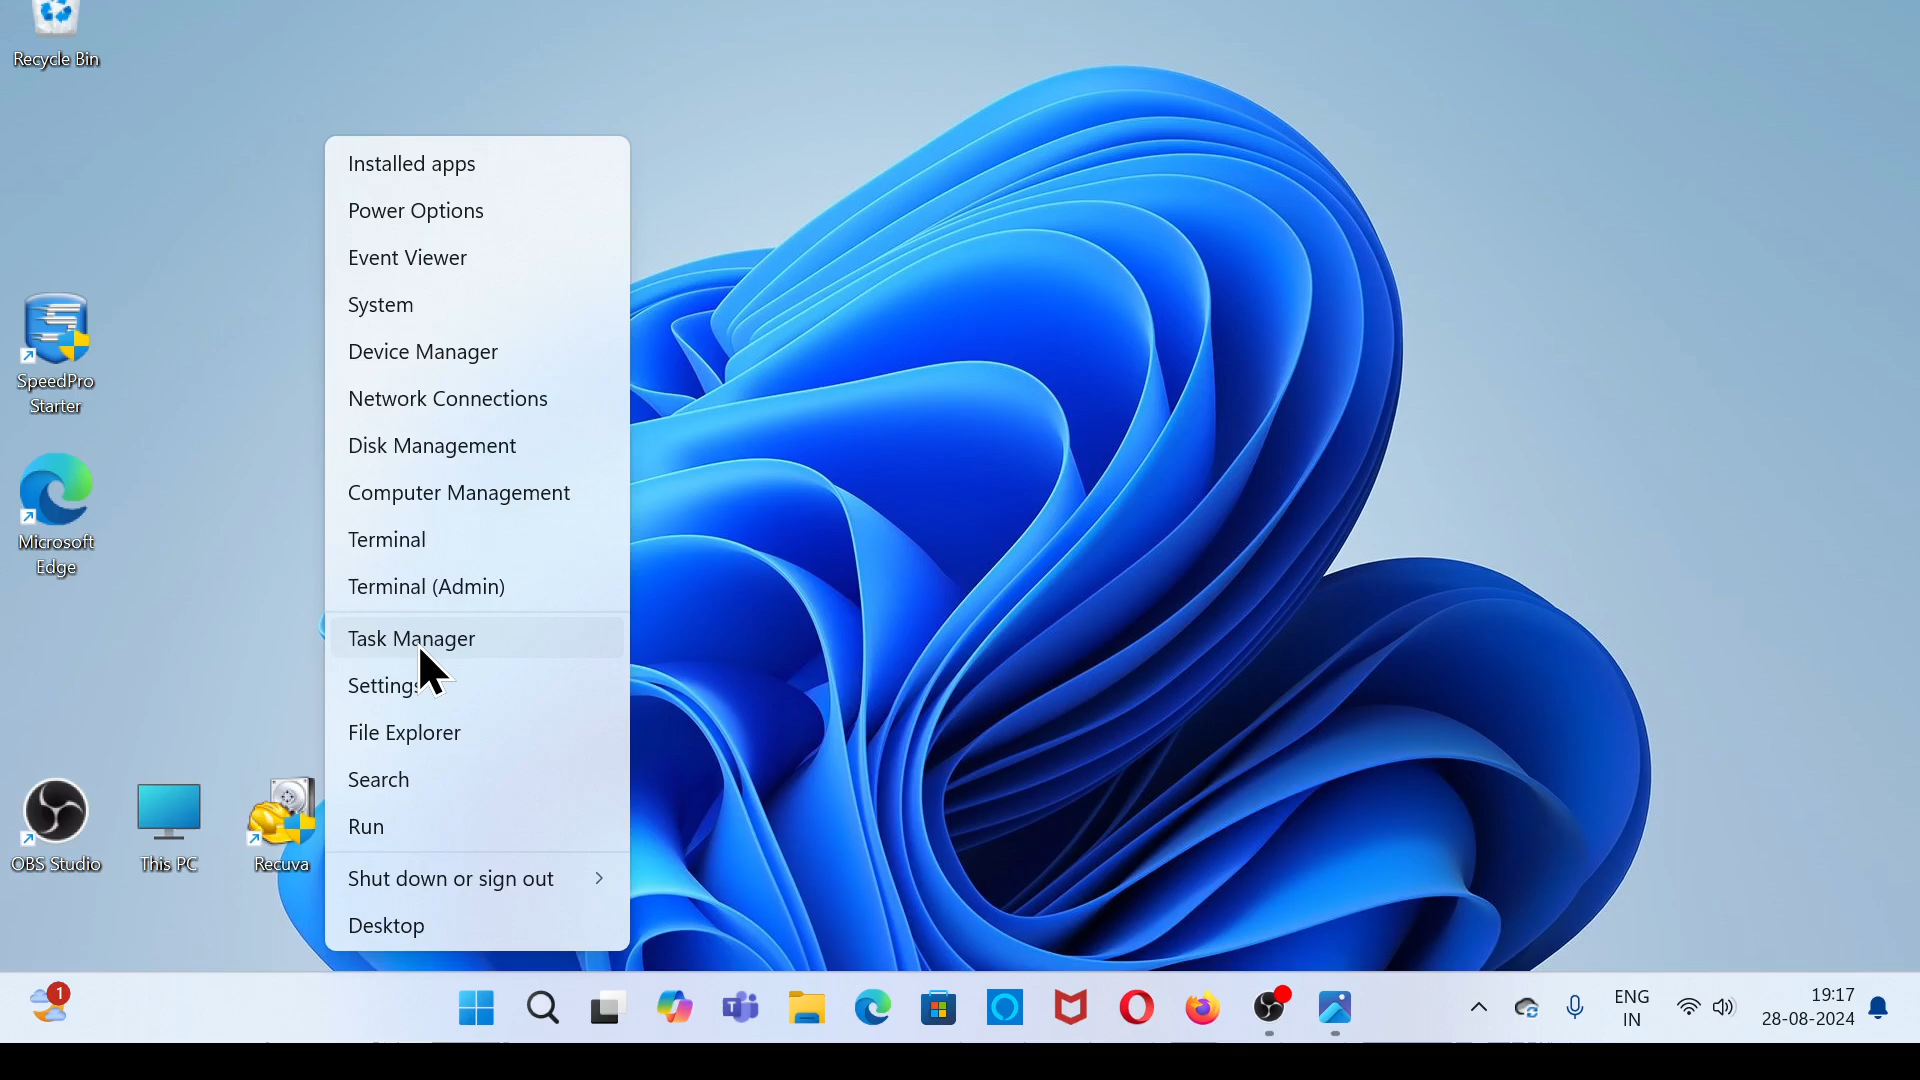 Recycle Bin
SpeedPro
Starter
Microsoft
Edge
OBS Studio
This PC
Recuva
Installed apps
Power Options
Event Viewer
System
Device Manager
Network Connections
Disk Management
Computer Management
Terminal
Terminal (Admin)
Task Manager
Settings
File Explorer
Search
Run
Shut down or sign out
Desktop
1
ENG
IN
19:17
28-08-2024